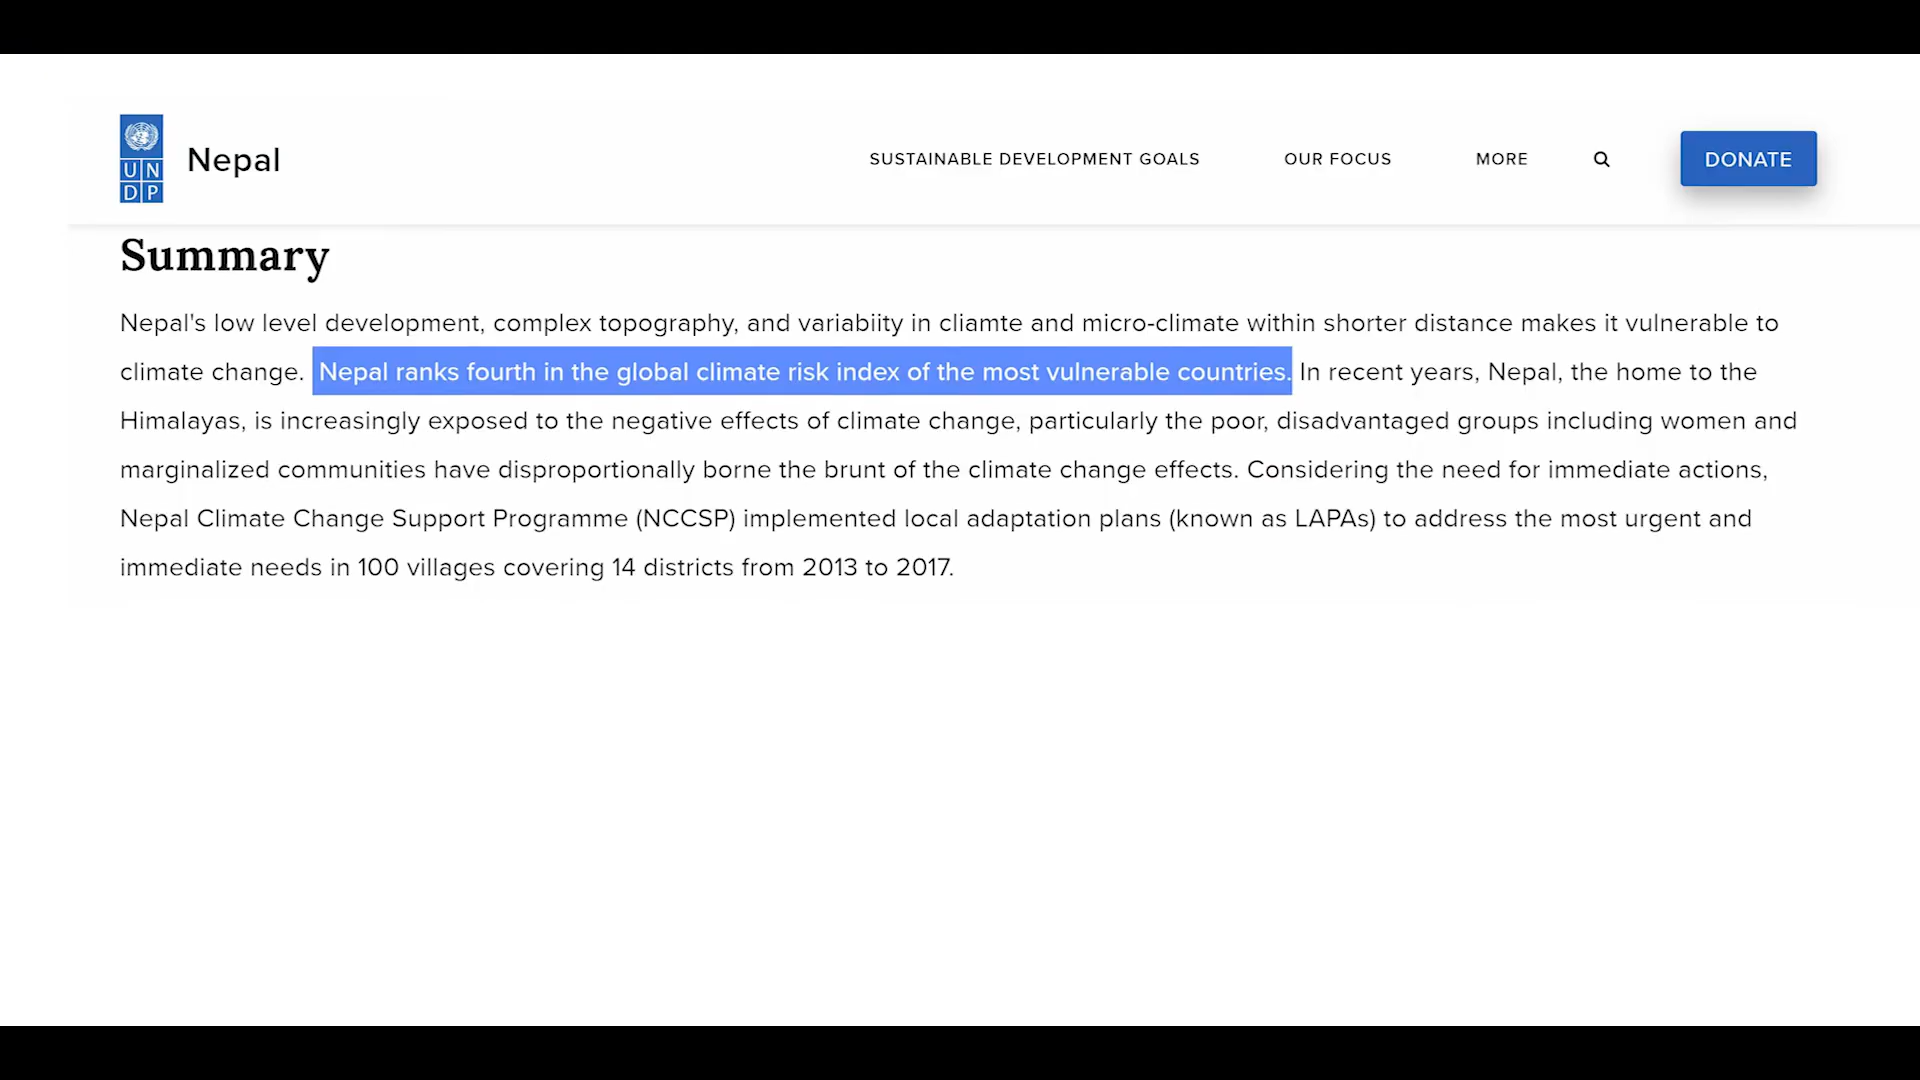 UN
DP
Nepal
SUSTAINABLE DEVELOPMENT GOALS
OUR FOCUS
MORE
DONATE
Summary
Nepal's low level development, complex topography, and variabiity in cliamte and micro-climate within shorter distance makes it vulnerable to
climate change. Nepal ranks fourth in the global climate risk index of the most vulnerable countries. In recent years, Nepal, the home to the
Himalayas, is increasingly exposed to the negative effects of climate change, particularly the poor, disadvantaged groups including women and
marginalized communities have disproportionally borne the brunt of the climate change effects. Considering the need for immediate actions,
Nepal Climate Change Support Programme (NCCSP) implemented local adaptation plans (known as LAPAs) to address the most urgent and
immediate needs in 100 villages covering 14 districts from 2013 to 2017.